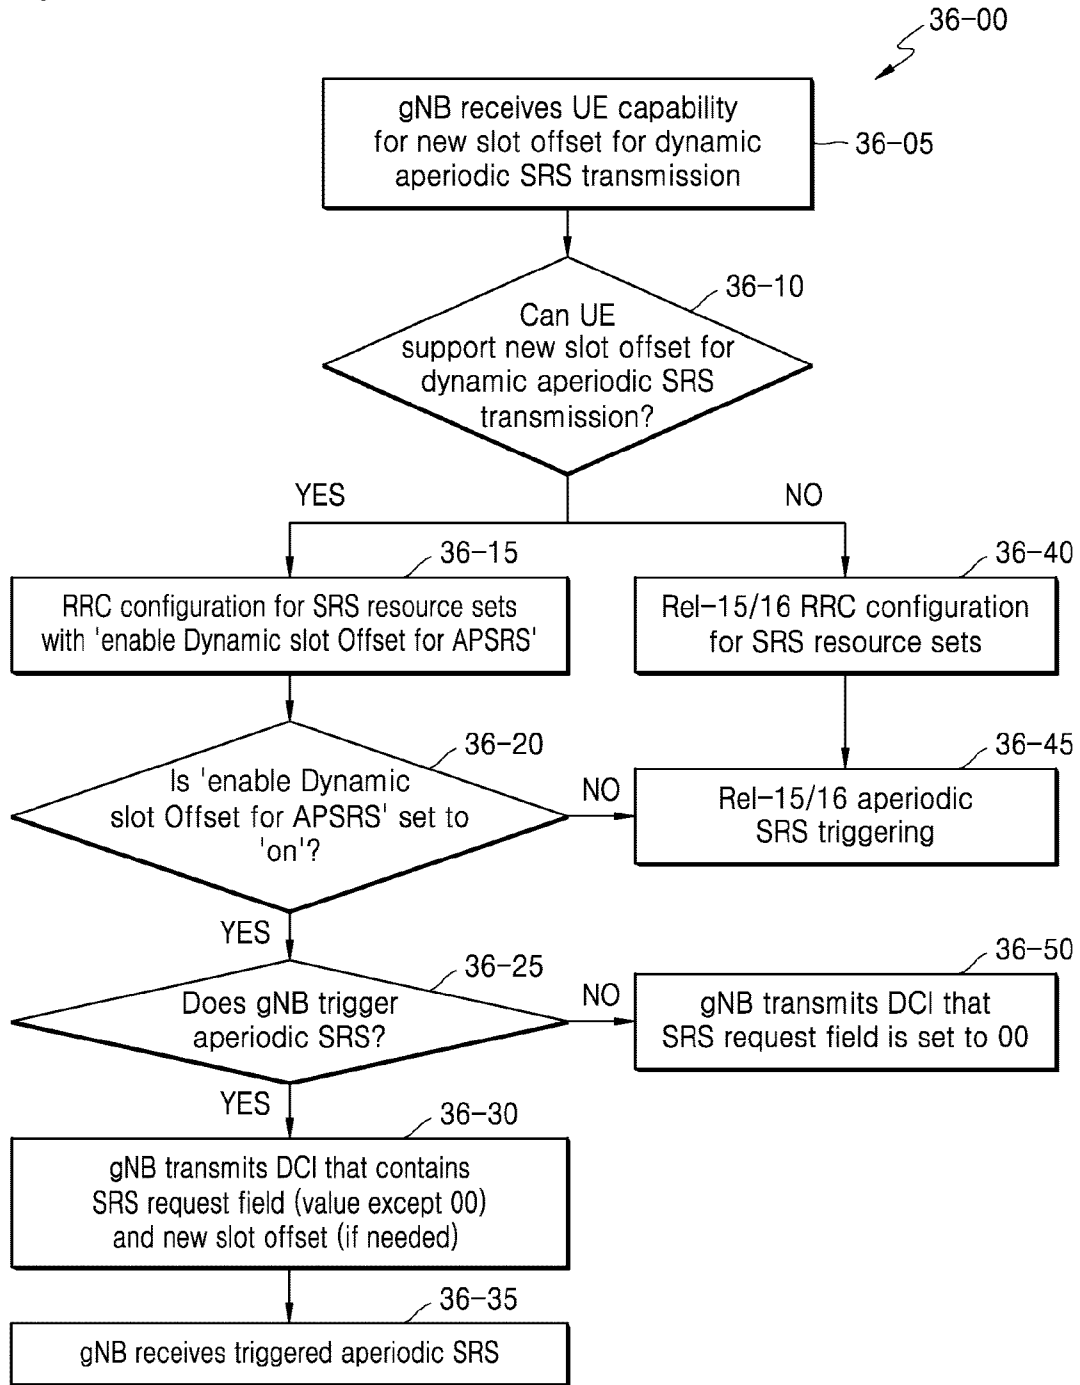 36-00
gNB receives UE capability
for new slot offset for dynamic
aperiodic SRS transmission
36-05
36-10
Can UE
support new slot offset for
dynamic aperiodic SRS
transmission?
YES
NO
36-15
RRC configuration for SRS resource sets
with 'enable Dynamic slot Offset for APSRS'
36-40
Rel-15/16 RRC configuration
for SRS resource sets
36-20
Is 'enable Dynamic
slot Offset for APSRS' set to
'on'?
NO
36-45
Rel-15/16 aperiodic
SRS triggering
YES
36-25
Does gNB trigger
aperiodic SRS?
NO
36-50
gNB transmits DCI that
SRS request field is set to 00
YES
36-30
gNB transmits DCI that contains
SRS request field (value except 00)
and new slot offset (if needed)
36-35
gNB receives triggered aperiodic SRS